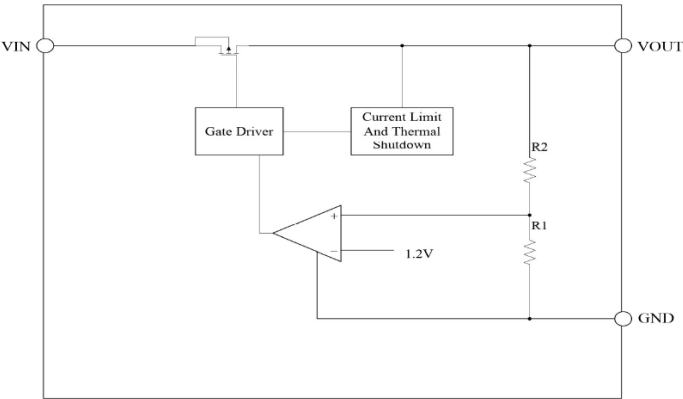 VIN
VOUT
Gate Driver
Current Limit
And Thermal
Shutdown
R2
+
R1
−
1.2V
GND